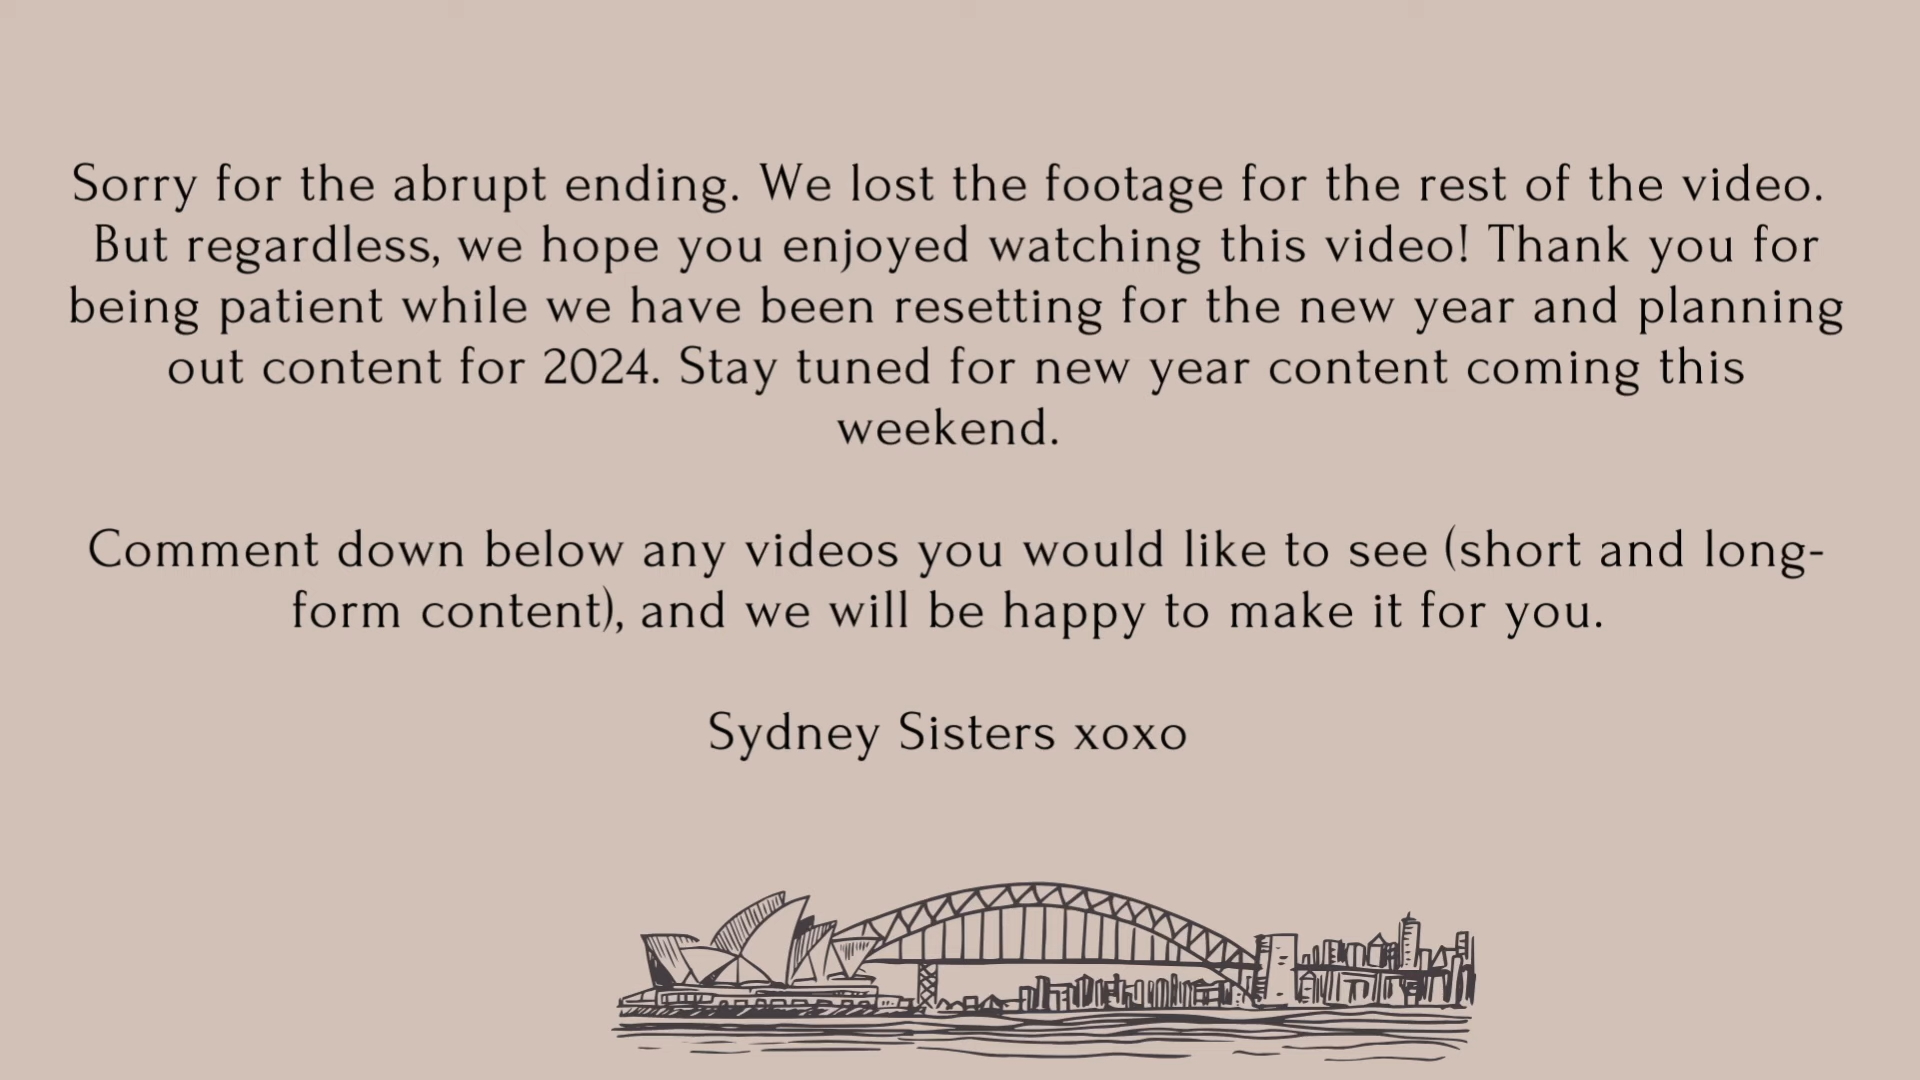 Sorry for the abrupt ending. We lost the footage for the rest of the video.
But regardless, we hope you enjoyed watching this video! Thank you for
being patient while we have been resetting for the new year and planning
out content for 2024. Stay tuned for new year content coming this
weekend.
Comment down below any videos you would like to see (short and long-
form content), and we will be happy to make it for you.
Sydney Sisters xoxo